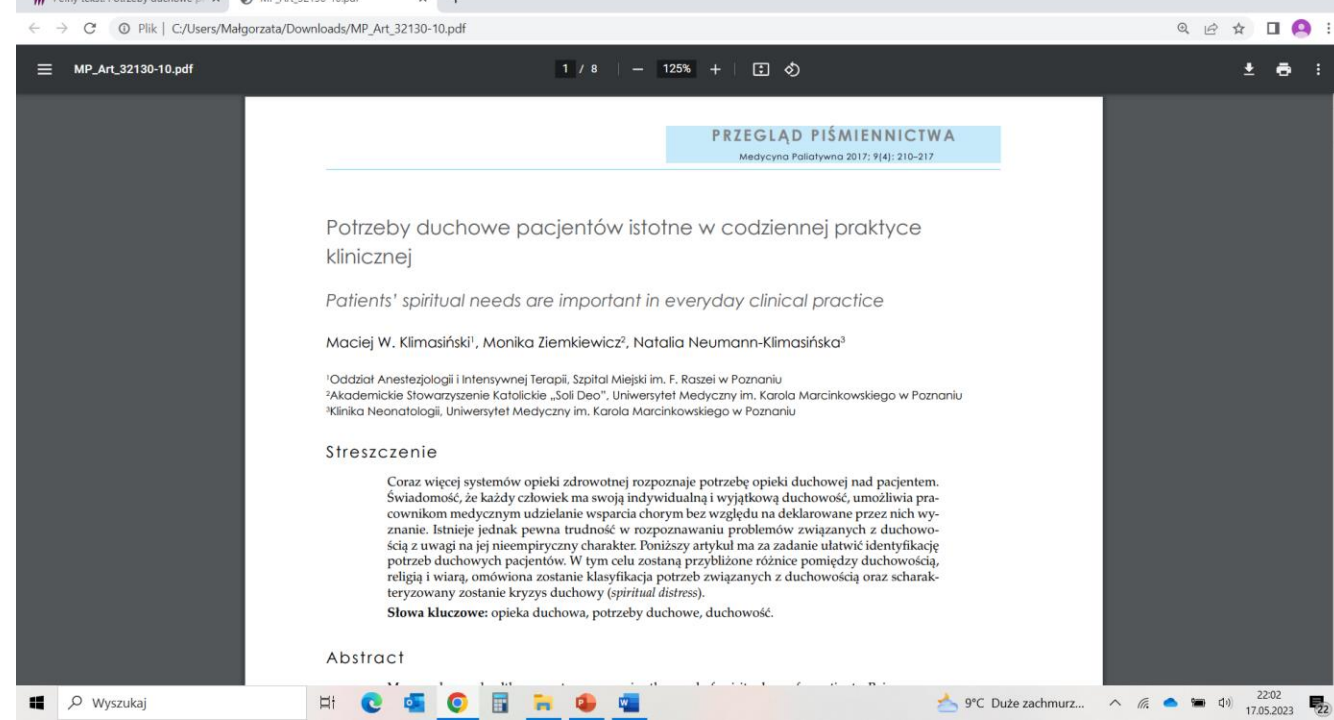 Plik C:/Users/Małgorzata/Downloads/MP_Art_32130-10.pdf
MP_Art_32130-10.pdf 1 / 8 125%
PRZEGLĄD PIŚMIENNICTWA
Medycyna Paliatywna 2017; 9(4): 210–217
Potrzeby duchowe pacjentów istotne w codziennej praktyce
klinicznej
Patients’ spiritual needs are important in everyday clinical practice
Maciej W. Klimasiński¹, Monika Ziemkiewicz², Natalia Neumann-Klimasińska³
¹Oddział Anestezjologii i Intensywnej Terapii, Szpital Miejski im. F. Raszei w Poznaniu
²Akademickie Stowarzyszenie Katolickie „Soli Deo”, Uniwersytet Medyczny im. Karola Marcinkowskiego w Poznaniu
³Klinika Neonatologii, Uniwersytet Medyczny im. Karola Marcinkowskiego w Poznaniu
Streszczenie
Coraz więcej systemów opieki zdrowotnej rozpoznaje potrzebę opieki duchowej nad pacjentem.
Świadomość, że każdy człowiek ma swoją indywidualną i wyjątkową duchowość, umożliwia pra-
cownikom medycznym udzielanie wsparcia chorym bez względu na deklarowane przez nich wy-
znanie. Istnieje jednak pewna trudność w rozpoznawaniu problemów związanych z duchowo-
ścią z uwagi na jej nieempiryczny charakter. Poniższy artykuł ma za zadanie ułatwić identyfikację
potrzeb duchowych pacjentów. W tym celu zostaną przybliżone różnice pomiędzy duchowością,
religią i wiarą, omówiona zostanie klasyfikacja potrzeb związanych z duchowością oraz scharak-
teryzowany zostanie kryzys duchowy (spiritual distress).
Słowa kluczowe: opieka duchowa, potrzeby duchowe, duchowość.
Abstract
Wyszukaj 9°C Duże zachmurz... 22:02
17.05.2023 22